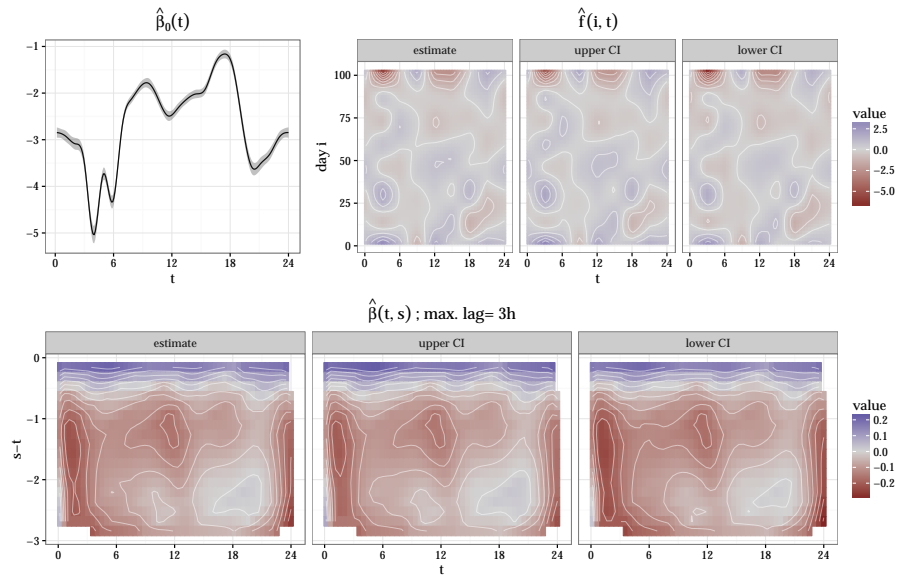 β̂₀(t)
−1
−2
−3
−4
−5
0 6 12 18 24
t
f̂(i, t)
estimate upper CI lower CI
day i
100
75
50
25
0
0 6 12 18 24 0 6 12 18 24 0 6 12 18 24
t
value
2.5
0.0
−2.5
−5.0
β̂(t, s) ; max. lag= 3h
estimate upper CI lower CI
s−t
0
−1
−2
−3
0 6 12 18 24 0 6 12 18 24 0 6 12 18 24
t
value
0.2
0.1
0.0
−0.1
−0.2